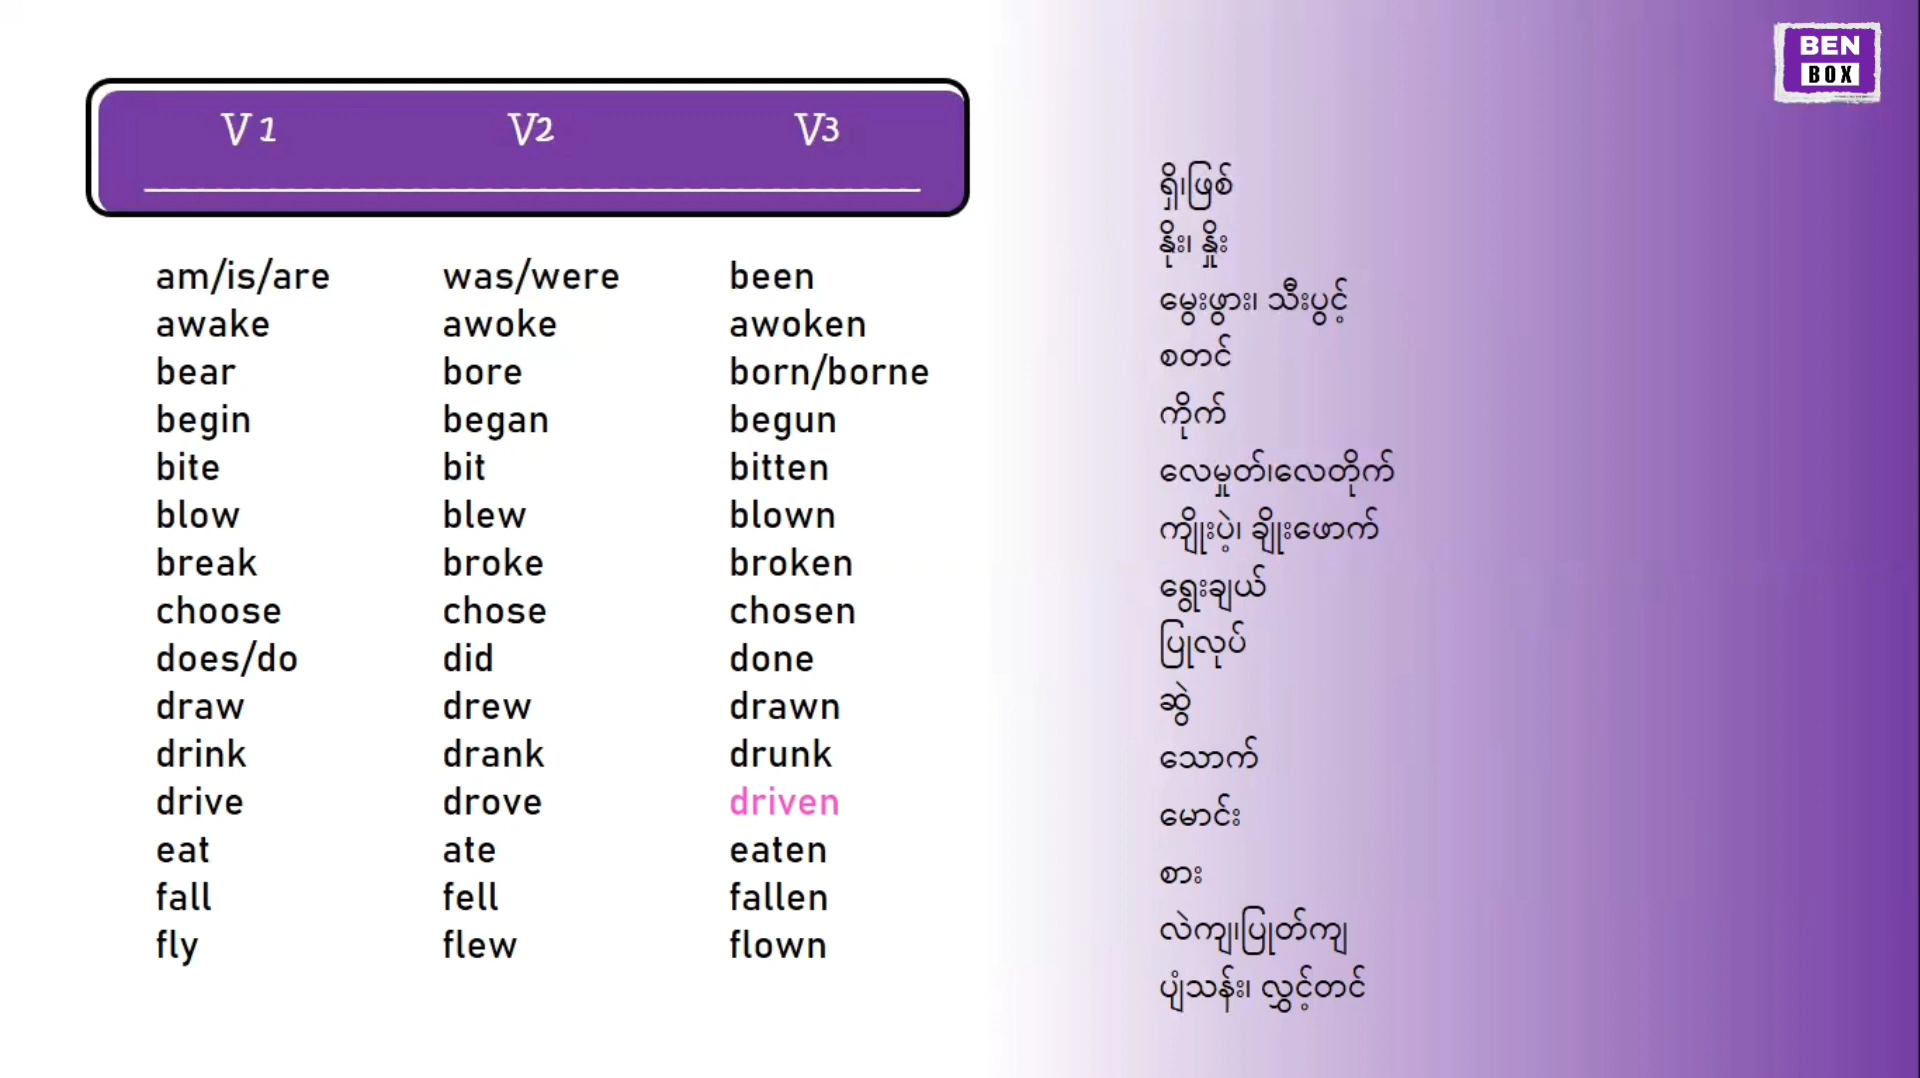 BEN
BOX
V 1 V2 V3
am/is/are was/were been
awake awoke awoken
bear bore born/borne
begin began begun
bite bit bitten
blow blew blown
break broke broken
choose chose chosen
does/do did done
draw drew drawn
drink drank drunk
drive drove driven
eat ate eaten
fall fell fallen
fly flew flown
ရှိ၊ဖြစ်
နိုး၊ နှိုး
မွေးဖွား၊ သီးပွင့်
စတင်
ကိုက်
လေမှုတ်၊လေတိုက်
ကျိုးပဲ့၊ ချိုးဖောက်
ရွေးချယ်
ပြုလုပ်
ဆွဲ
သောက်
မောင်း
စား
လဲကျ၊ပြုတ်ကျ
ပျံသန်း၊ လွှင့်တင်